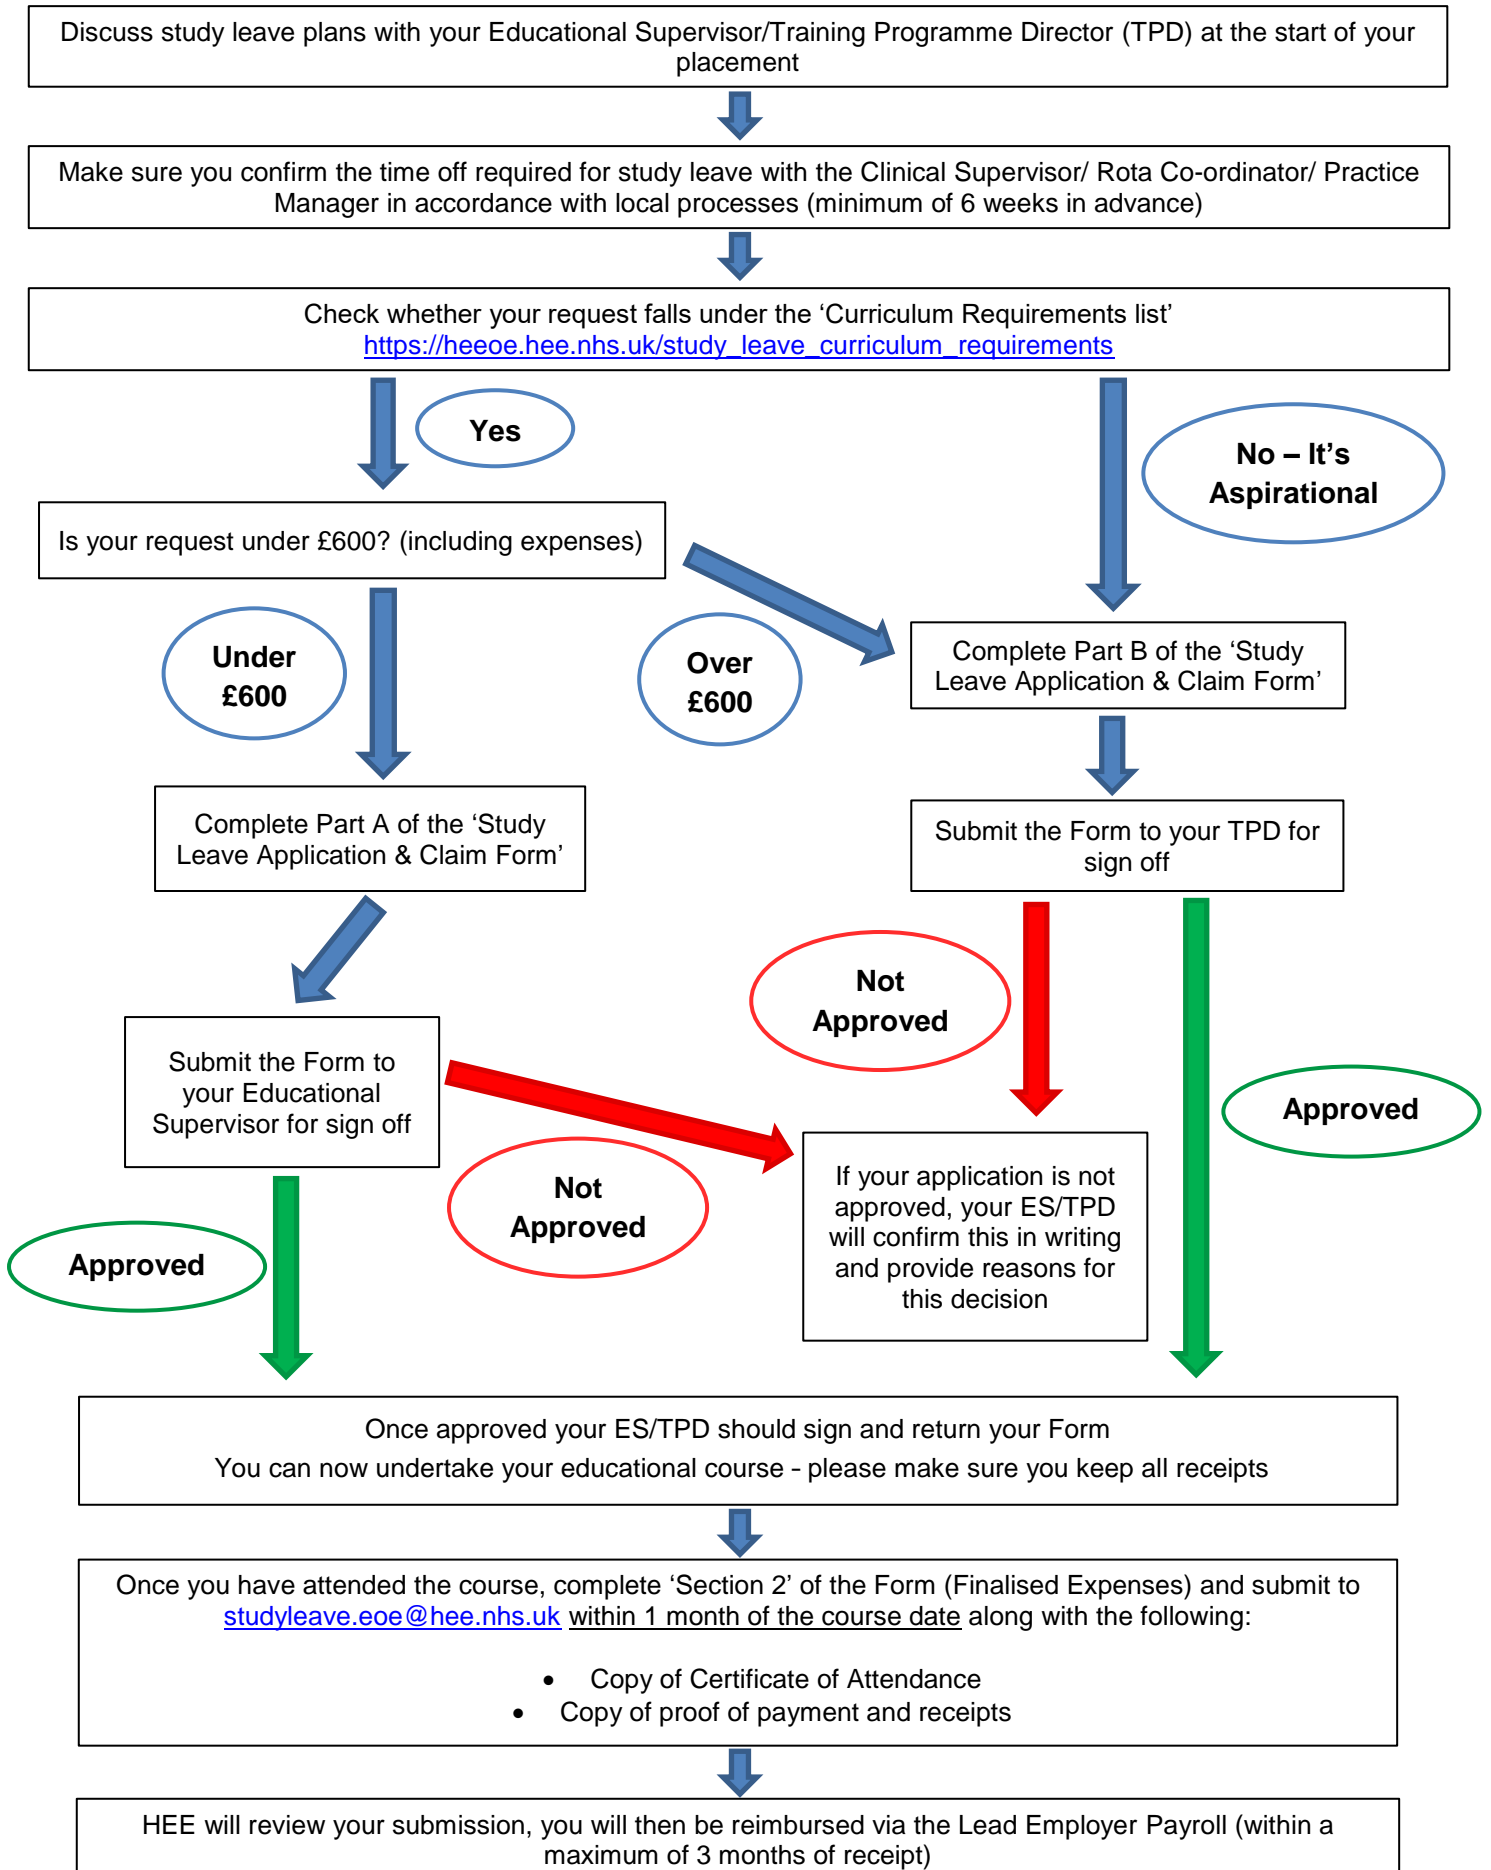 Discuss study leave plans with your Educational Supervisor/Training Programme Director (TPD) at the start of your
placement
Make sure you confirm the time off required for study leave with the Clinical Supervisor/ Rota Co-ordinator/ Practice
Manager in accordance with local processes (minimum of 6 weeks in advance)
Check whether your request falls under the ‘Curriculum Requirements list’
https://heeoe.hee.nhs.uk/study_leave_curriculum_requirements
Yes
No – It’s
Aspirational
Is your request under £600? (including expenses)
Under
£600
Over
£600
Complete Part B of the ‘Study
Leave Application & Claim Form’
Complete Part A of the ‘Study
Leave Application & Claim Form’
Submit the Form to your TPD for
sign off
Not
Approved
Submit the Form to
your Educational
Supervisor for sign off
Approved
Not
Approved
If your application is not
approved, your ES/TPD
will confirm this in writing
and provide reasons for
this decision
Approved
Once approved your ES/TPD should sign and return your Form
You can now undertake your educational course - please make sure you keep all receipts
Once you have attended the course, complete ‘Section 2’ of the Form (Finalised Expenses) and submit to
studyleave.eoe@hee.nhs.uk within 1 month of the course date along with the following:
• Copy of Certificate of Attendance
• Copy of proof of payment and receipts
HEE will review your submission, you will then be reimbursed via the Lead Employer Payroll (within a
maximum of 3 months of receipt)